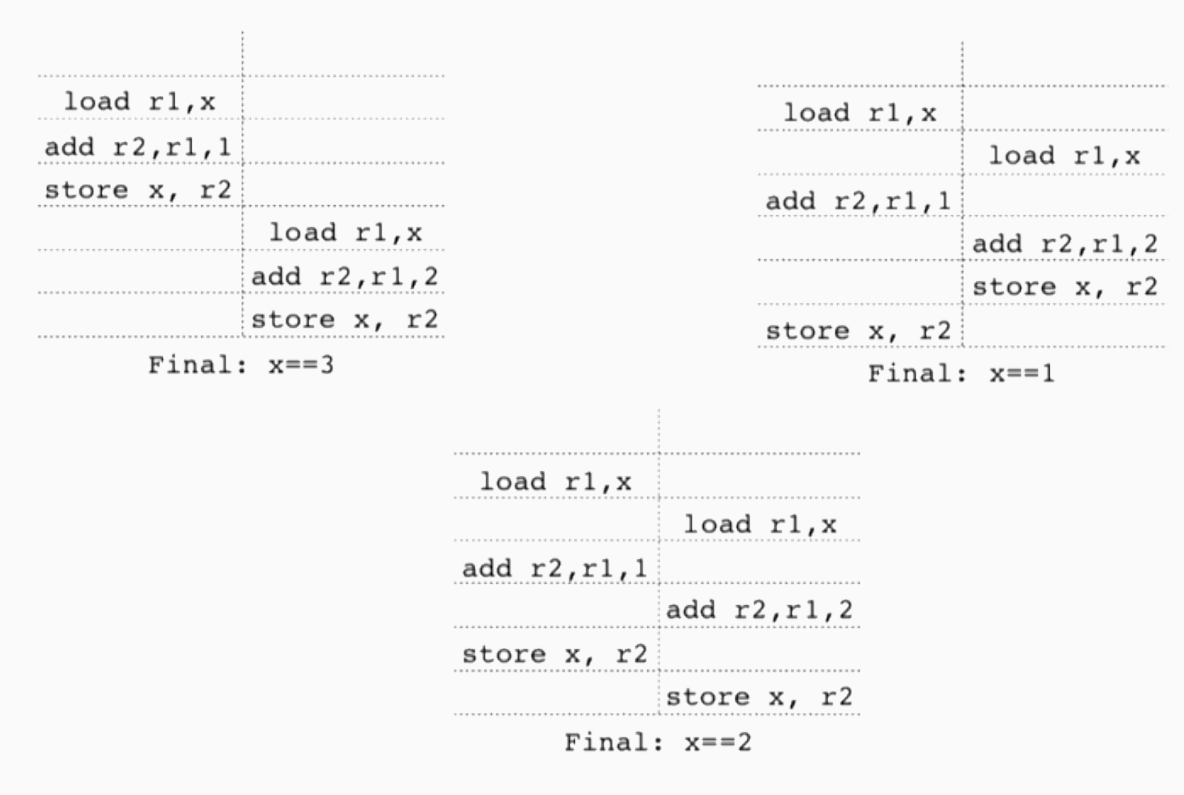 load r1,x
add r2,r1,1
store x, r2
load r1,x
add r2,r1,2
store x, r2
Final: x==3
load r1,x
load r1,x
add r2,r1,1
add r2,r1,2
store x, r2
store x, r2
Final: x==1
load r1,x
load r1,x
add r2,r1,1
add r2,r1,2
store x, r2
store x, r2
Final: x==2